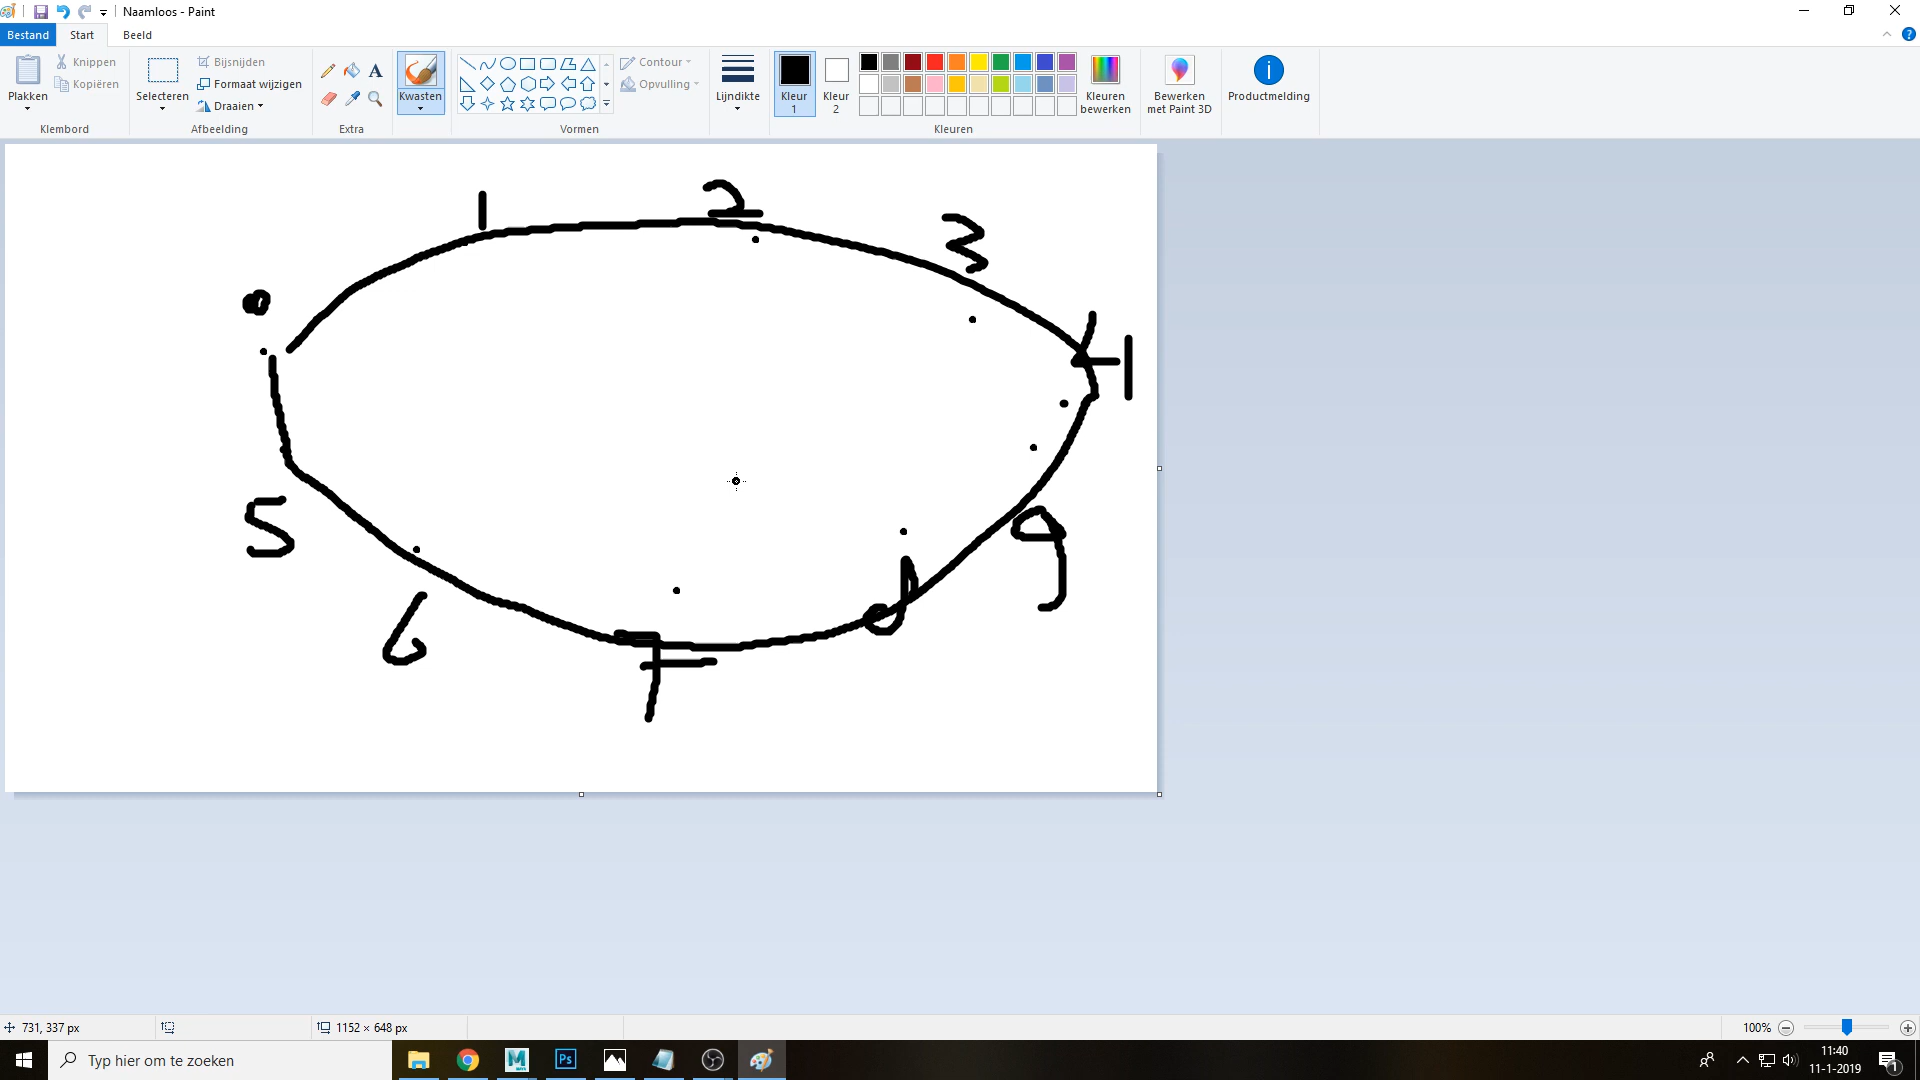 Naamloos - Paint
Bestand Start Beeld
Plakken
Knippen
Kopiëren
Klembord
Selecteren
Bijsnijden
Formaat wijzigen
Draaien
Afbeelding
A
Extra
Kwasten
Contour
Opvulling
Vormen
Lijndikte
Kleur 1
Kleur 2
Kleuren bewerken
Kleuren
Bewerken met Paint 3D
Productmelding
0
1
2
3
4
5
6
7
9
731, 337 px
1152 × 648 px
100%
Typ hier om te zoeken
M
Ps
11:40
11-1-2019
1